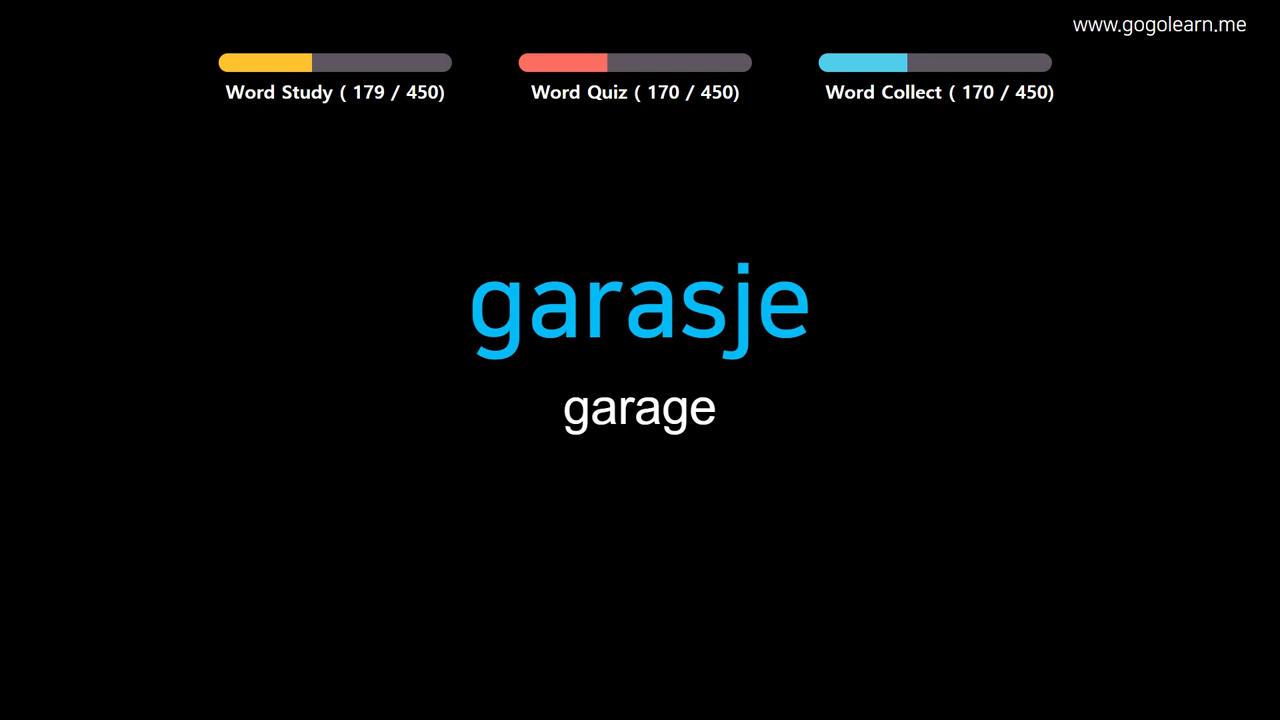 www.gogolearn.me
Word Study ( 179 / 450)
Word Quiz ( 170 / 450)
Word Collect ( 170 / 450)
garasje
garage